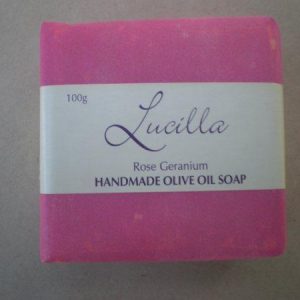 100g
Lucilla
Rose Geranium
HANDMADE OLIVE OIL SOAP